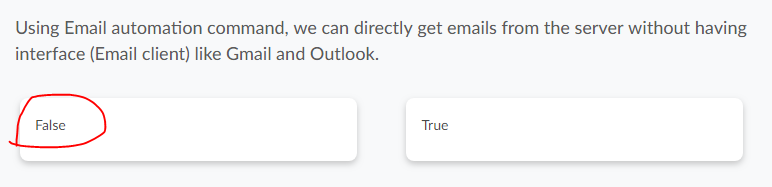 Using Email automation command, we can directly get emails from the server without having
interface (Email client) like Gmail and Outlook.
False
True